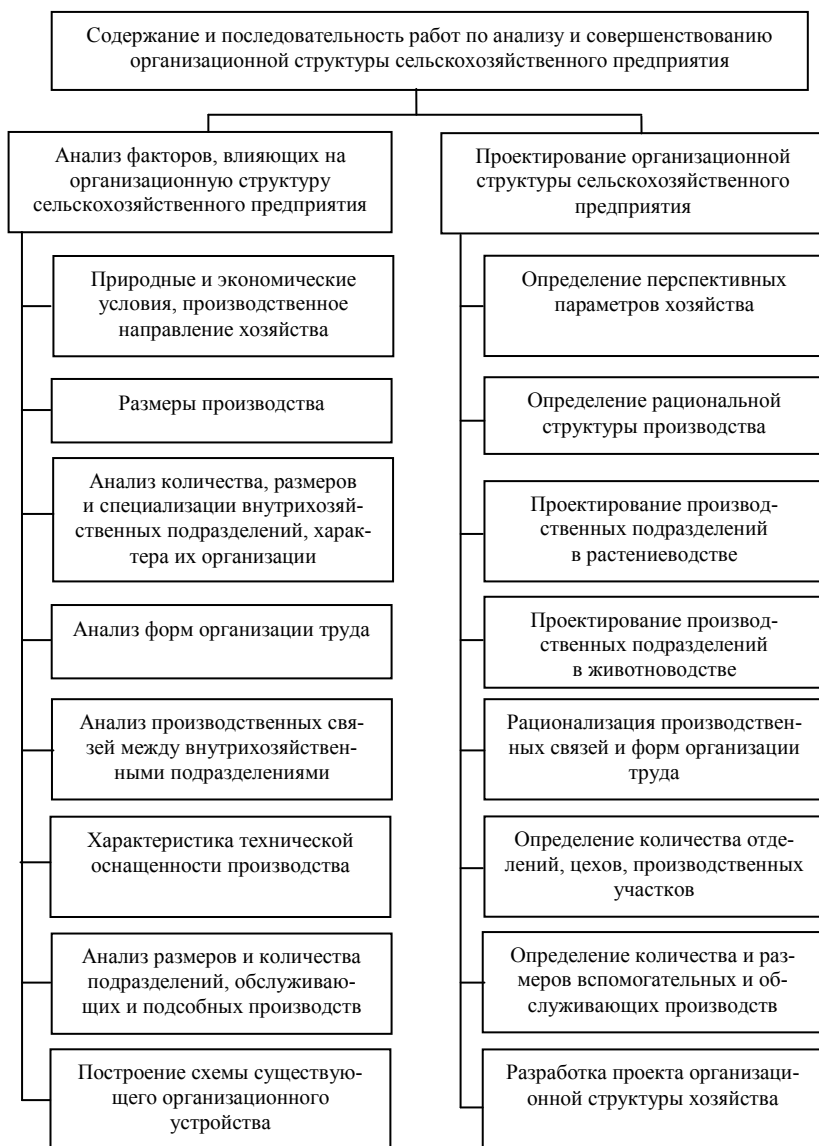 Содержание и последовательность работ по анализу и совершенствованию
организационной структуры сельскохозяйственного предприятия
Анализ факторов, влияющих на
организационную структуру
сельскохозяйственного предприятия
Природные и экономические
условия, производственное
направление хозяйства
Размеры производства
Анализ количества, размеров
и специализации внутрихозяй-
ственных подразделений, харак-
тера их организации
Анализ форм организации труда
Анализ производственных свя-
зей между внутрихозяйствен-
ными подразделениями
Характеристика технической
оснащенности производства
Анализ размеров и количества
подразделений, обслуживаю-
щих и подсобных производств
Построение схемы существую-
щего организационного
устройства
Проектирование организационной
структуры сельскохозяйственного
предприятия
Определение перспективных
параметров хозяйства
Определение рациональной
структуры производства
Проектирование производ-
ственных подразделений
в растениеводстве
Проектирование производ-
ственных подразделений
в животноводстве
Рационализация производствен-
ных связей и форм организации
труда
Определение количества отде-
лений, цехов, производственных
участков
Определение количества и раз-
меров вспомогательных и об-
служивающих производств
Разработка проекта организаци-
онной структуры хозяйства